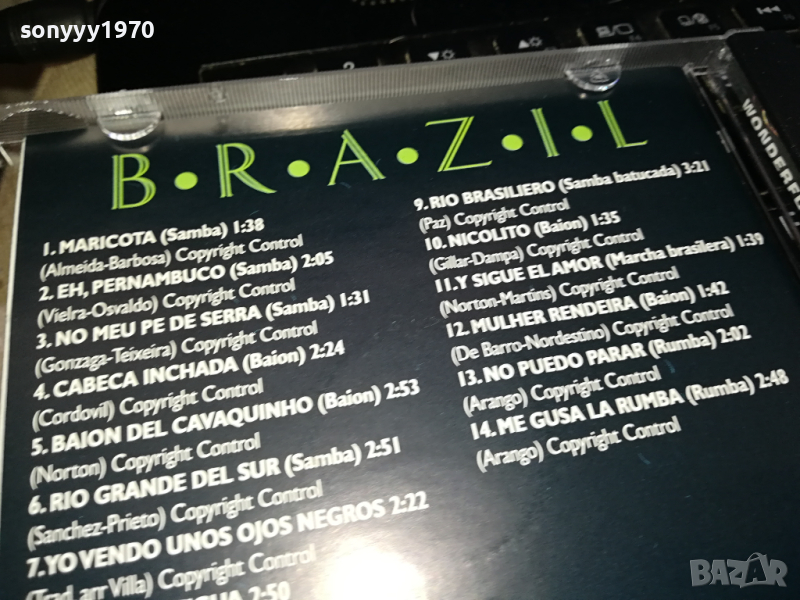 sonyyy1970
B•R•A•Z•I•L
1. MARICOTA (Samba) 1:38
(Almeida-Barbosa) Copyright Control
2. EH, PERNAMBUCO (Samba) 2:05
(Vielra-Osvaldo) Copyright Control
3. NO MEU PE DE SERRA (Samba) 1:31
(Gonzaga-Teixeira) Copyright Control
4. CABECA INCHADA (Baion) 2:24
(Cordovil) Copyright Control
5. BAION DEL CAVAQUINHO (Baion) 2:53
(Norton) Copyright Control
6. RIO GRANDE DEL SUR (Samba) 2:51
(Sanchez-Prieto) Copyright Control
7. YO VENDO UNOS OJOS NEGROS 2:22
(Trad. arr Villa) Copyright Control
2:50
9. RIO BRASILIERO (Samba batucada) 3:21
(Paz) Copyright Control
10. NICOLITO (Baion) 1:35
(Gillar-Dampa) Copyright Control
11. Y SIGUE EL AMOR (Marcha brasilera) 1:39
(Norton-Martins) Copyright Control
12. MULHER RENDEIRA (Baion) 1:42
(De Barro-Nordestino) Copyright Control
13. NO PUEDO PARAR (Rumba) 2:02
(Arango) Copyright Control
14. ME GUSA LA RUMBA (Rumba) 2:48
(Arango) Copyright Control
BAZAR